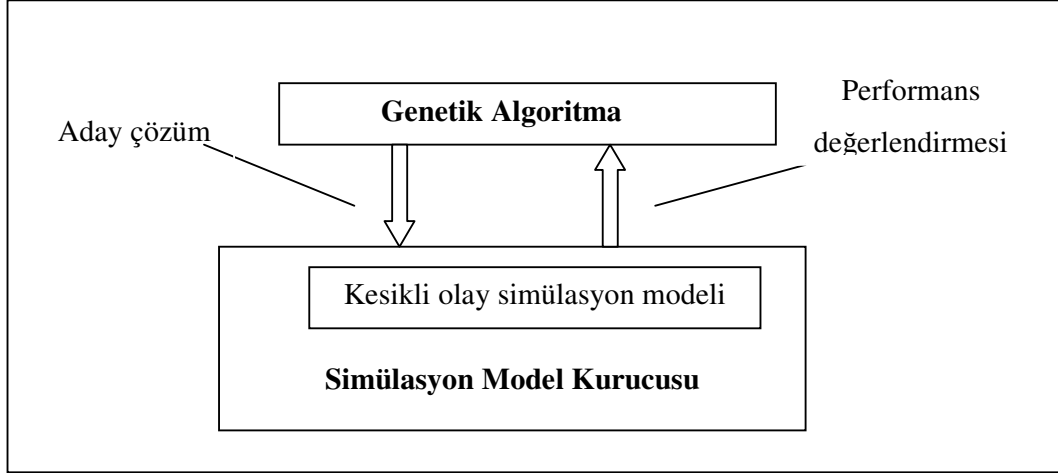 Genetik Algoritma
Aday çözüm
Performans
değerlendirmesi
Kesikli olay simülasyon modeli
Simülasyon Model Kurucusu